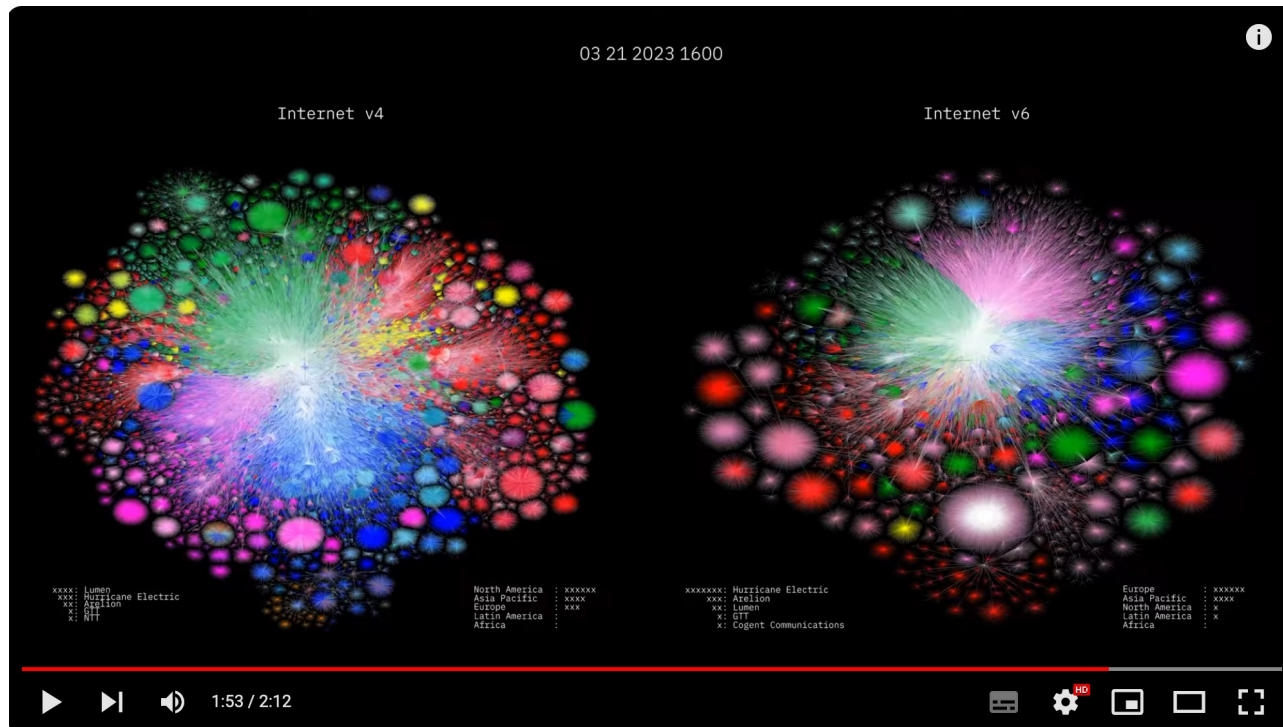 03 21 2023 1600
Internet v4
Internet v6
xxxx: Lumen
xxx: Hurricane Electric
xx: Arelion
x: GTT
x: NTT
North America : xxxxxx
Asia Pacific : xxxx
Europe : xxx
Latin America :
Africa :
xxxxxxx: Hurricane Electric
xxx: Arelion
xx: Lumen
x: GTT
x: Cogent Communications
Europe : xxxxxx
Asia Pacific : xxxx
North America : x
Latin America : x
Africa :
1:53 / 2:12
HD